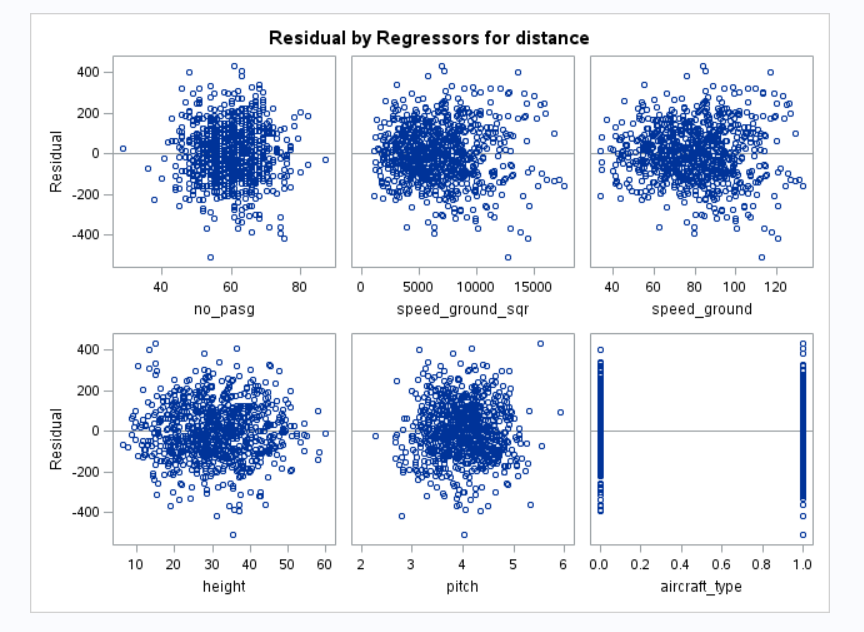 Residual by Regressors for distance
Residual
400
200
0
-200
-400
40 60 80
no_pasg
0 5000 10000 15000
speed_ground_sqr
40 60 80 100 120
speed_ground
Residual
400
200
0
-200
-400
10 20 30 40 50 60
height
2 3 4 5 6
pitch
0.0 0.2 0.4 0.6 0.8 1.0
aircraft_type